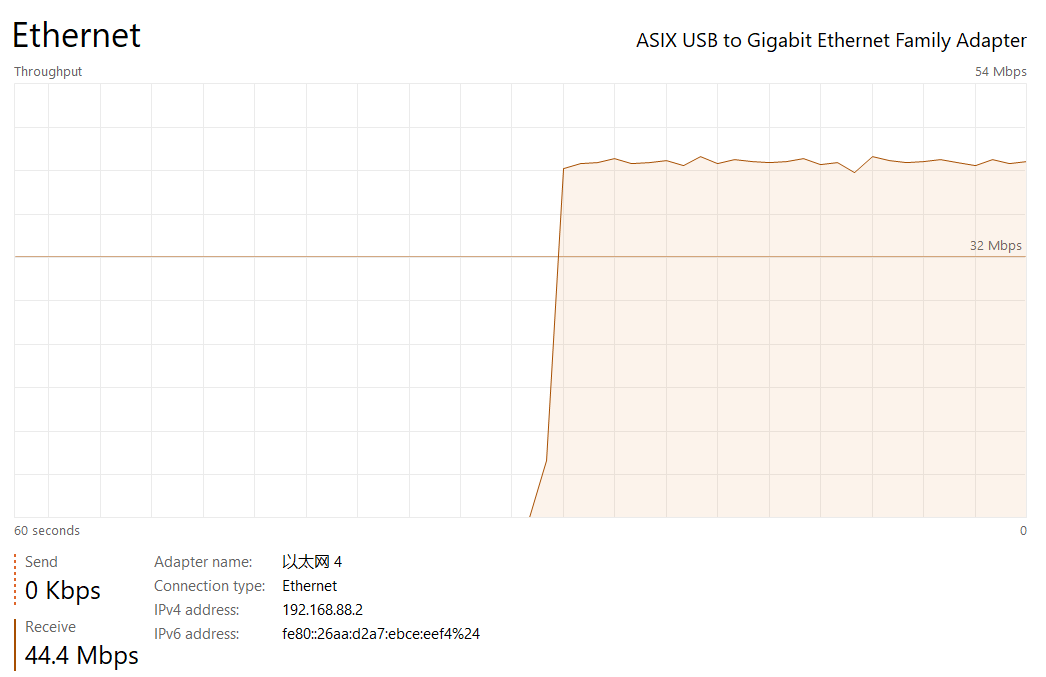 Ethernet
ASIX USB to Gigabit Ethernet Family Adapter
Throughput
54 Mbps
32 Mbps
60 seconds
0
Send
0 Kbps
Receive
44.4 Mbps
Adapter name: 以太网 4
Connection type: Ethernet
IPv4 address: 192.168.88.2
IPv6 address: fe80::26aa:d2a7:ebce:eef4%24